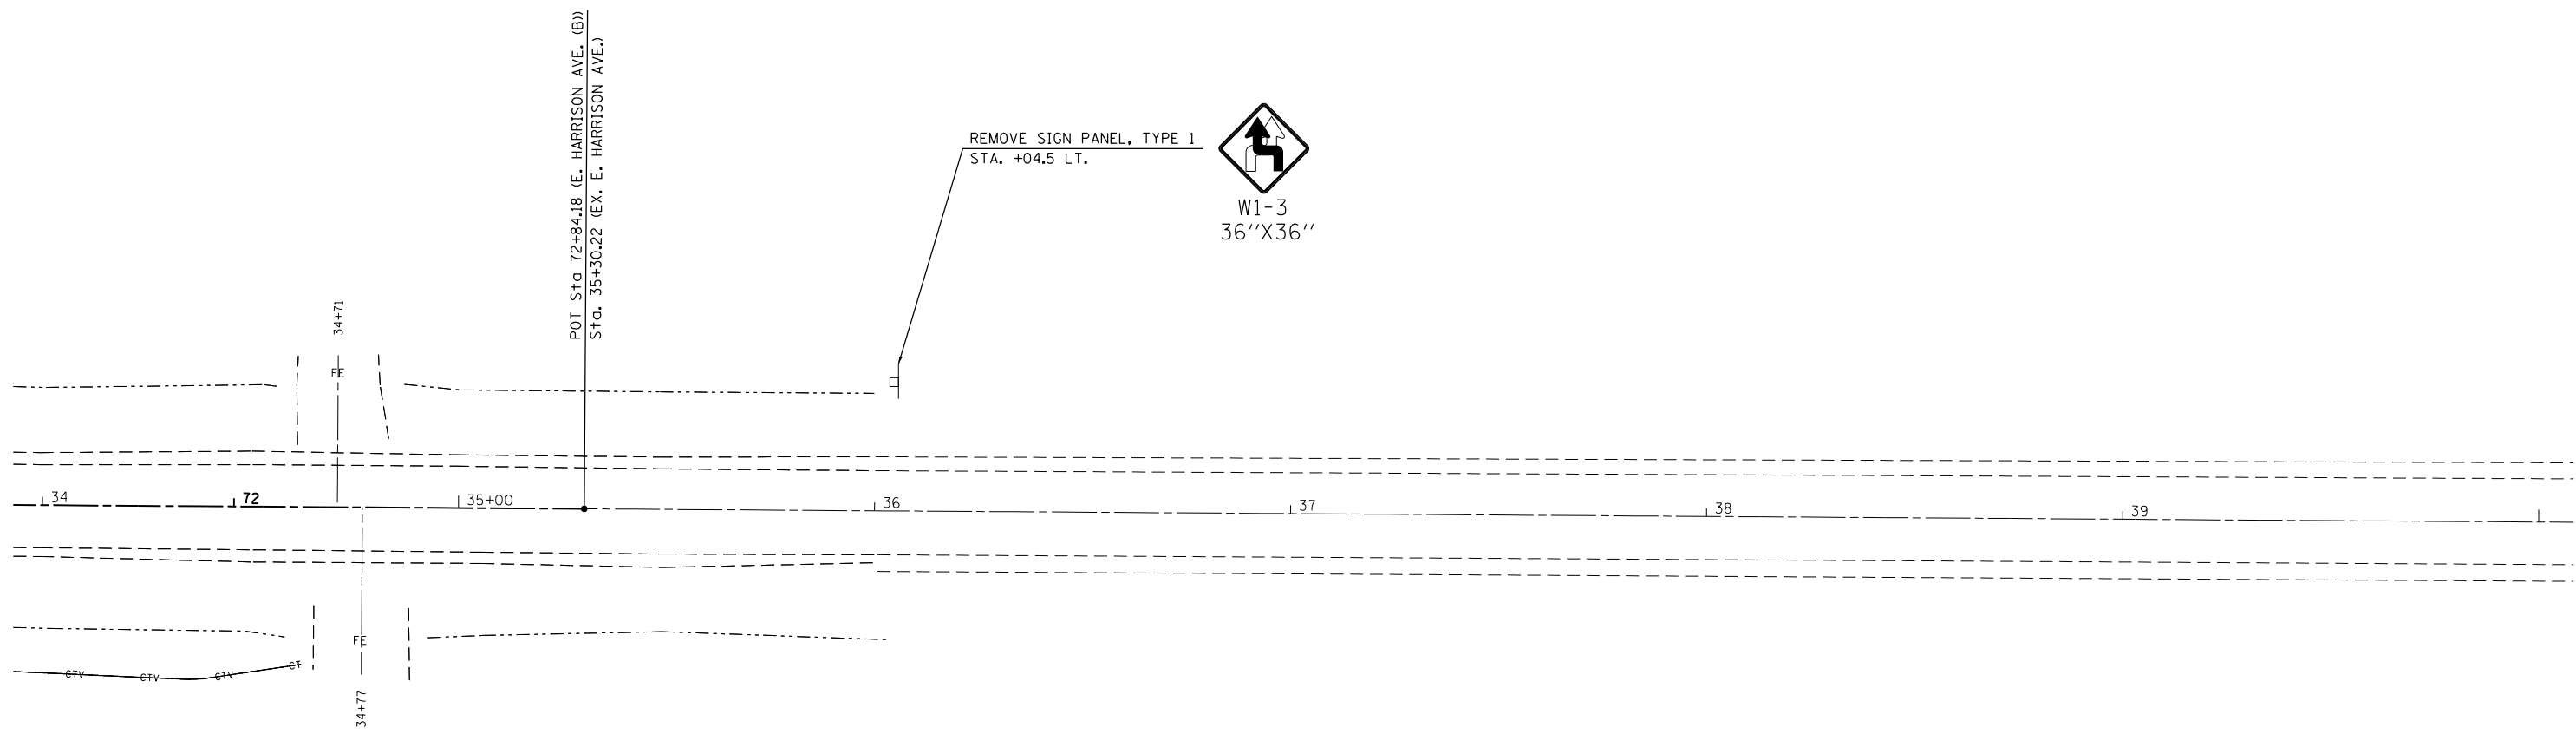 POT Sta 72+84.18 (E. HARRISON AVE. (B))
Sta. 35+30.22 (EX. E. HARRISON AVE.)
REMOVE SIGN PANEL, TYPE 1
STA. +04.5 LT.
W1-3
36''X36''
34+71
FE
34
72
35+00
36
37
38
39
FE
CTV
CTV
CTV
CT
34+77